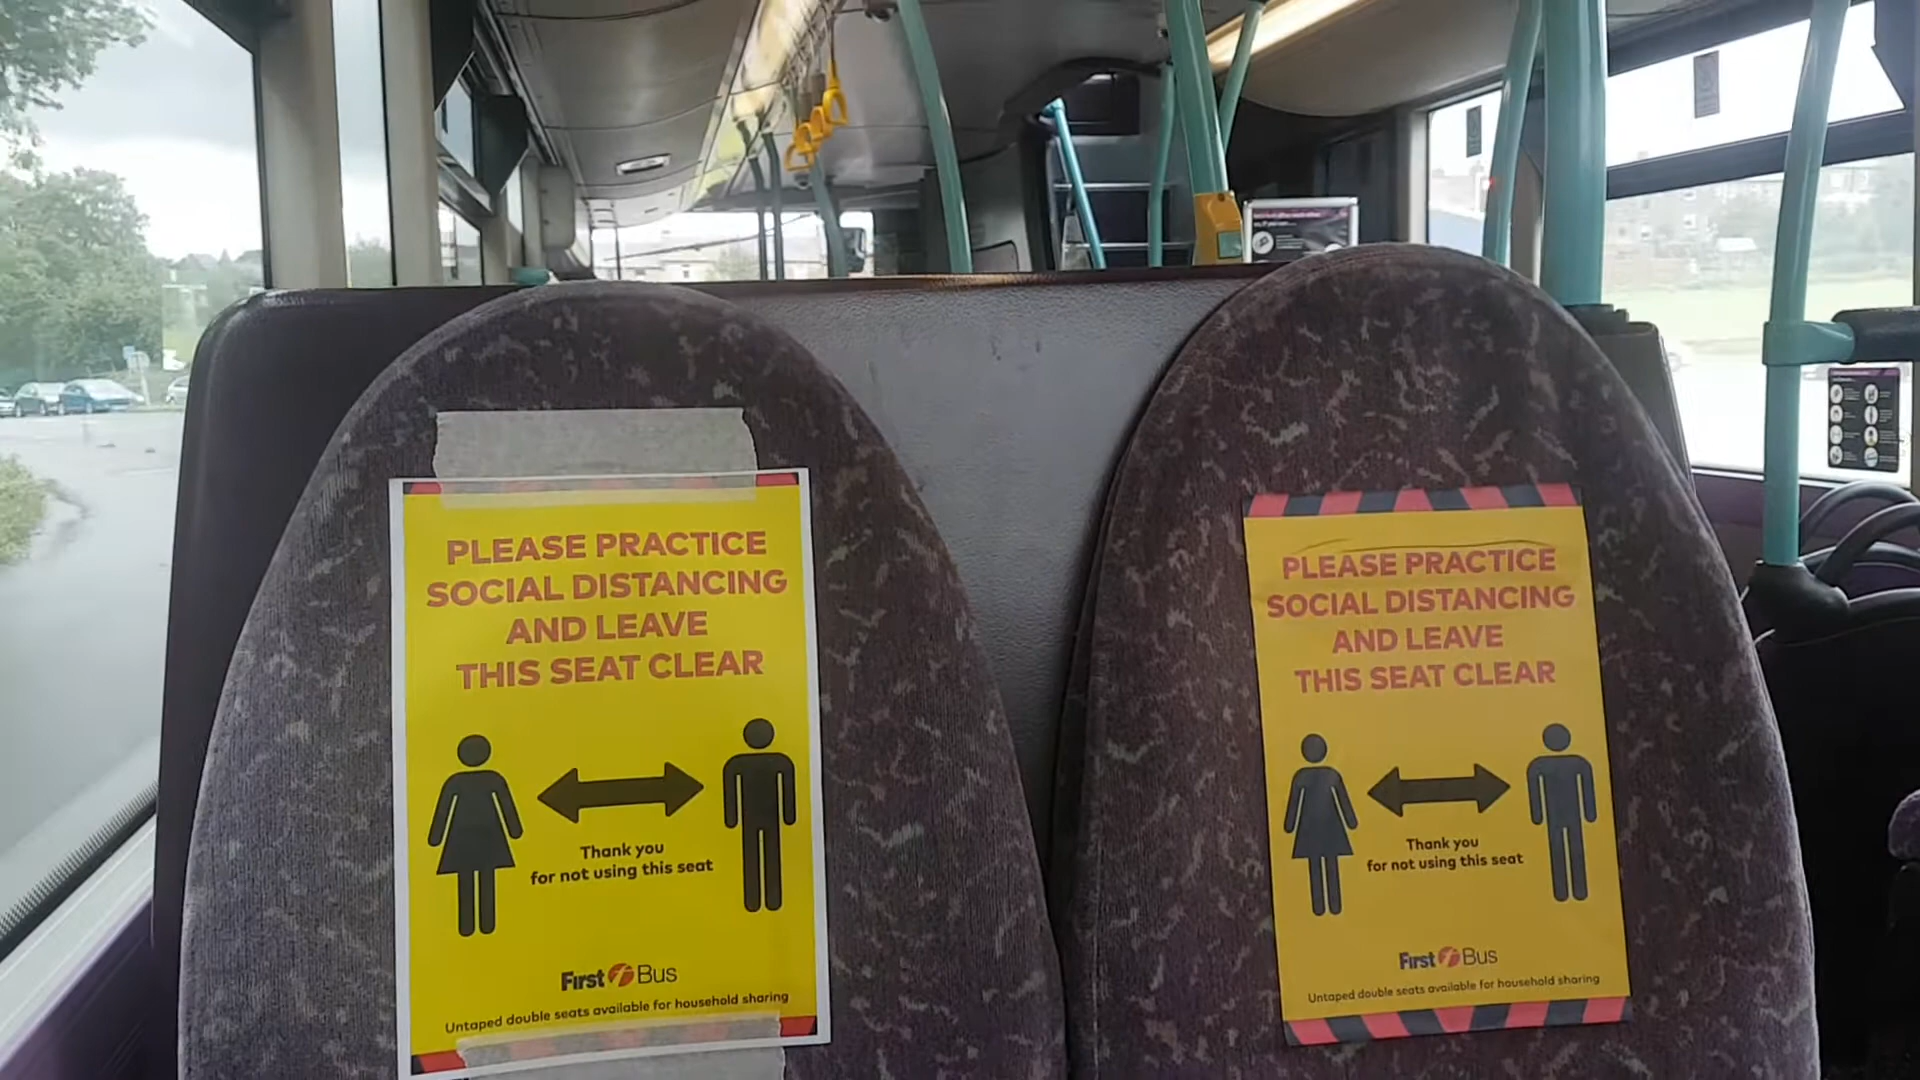 PLEASE PRACTICE
SOCIAL DISTANCING
AND LEAVE
THIS SEAT CLEAR
Thank you
for not using this seat
First Bus
Untaped double seats available for household sharing
PLEASE PRACTICE
SOCIAL DISTANCING
AND LEAVE
THIS SEAT CLEAR
Thank you
for not using this seat
First Bus
Untaped double seats available for household sharing